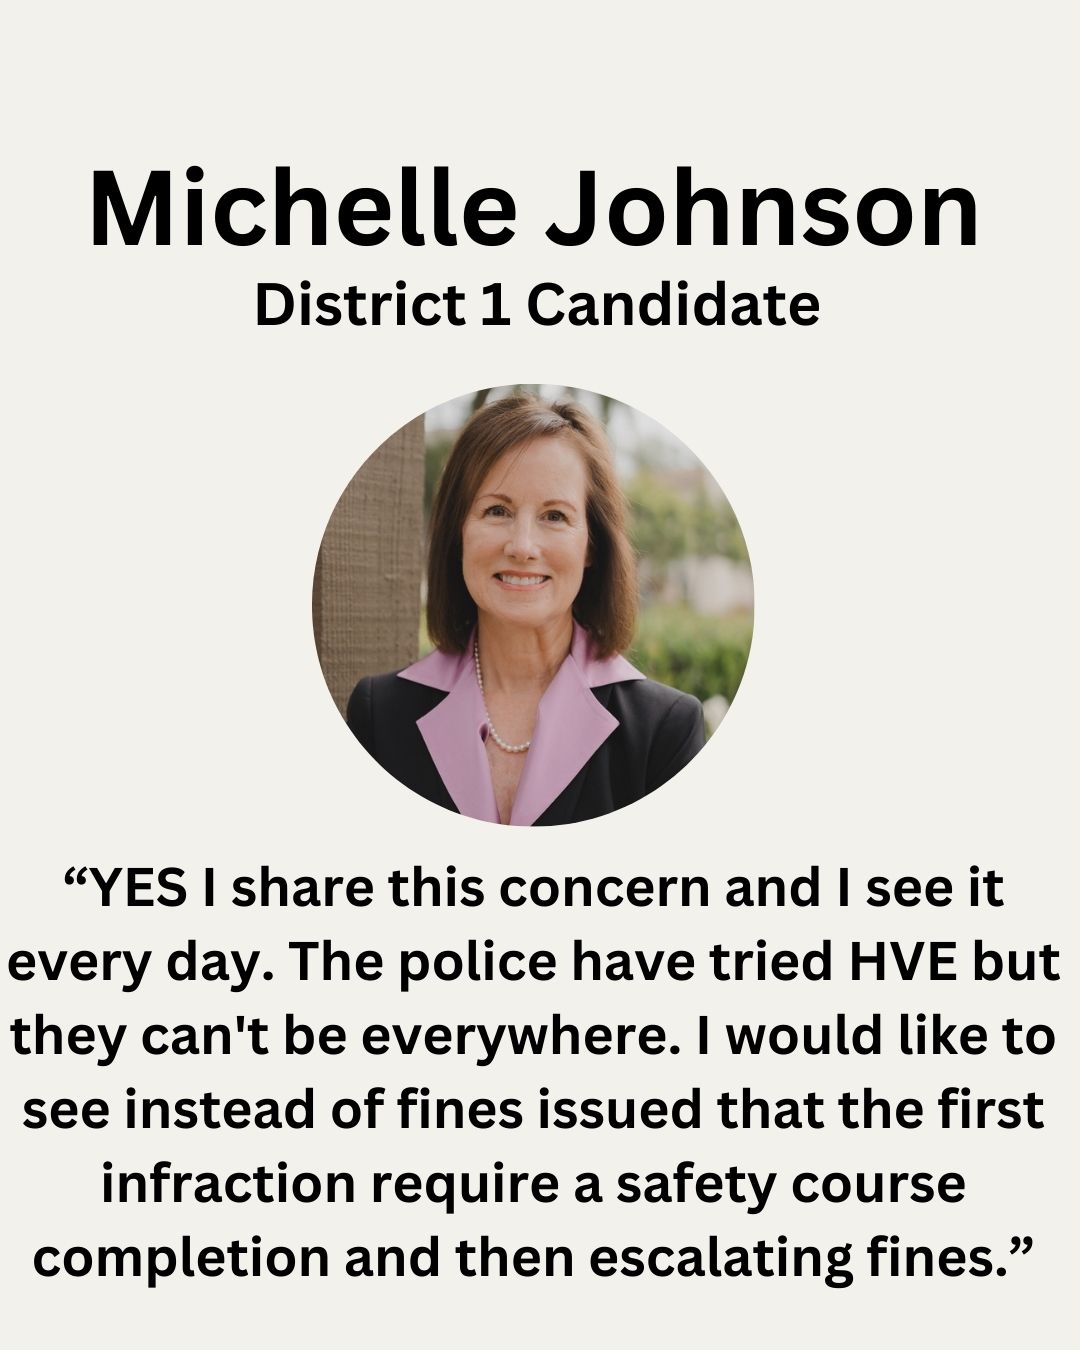 Michelle Johnson
District 1 Candidate
“YES I share this concern and I see it
every day. The police have tried HVE but
they can't be everywhere. I would like to
see instead of fines issued that the first
infraction require a safety course
completion and then escalating fines.”